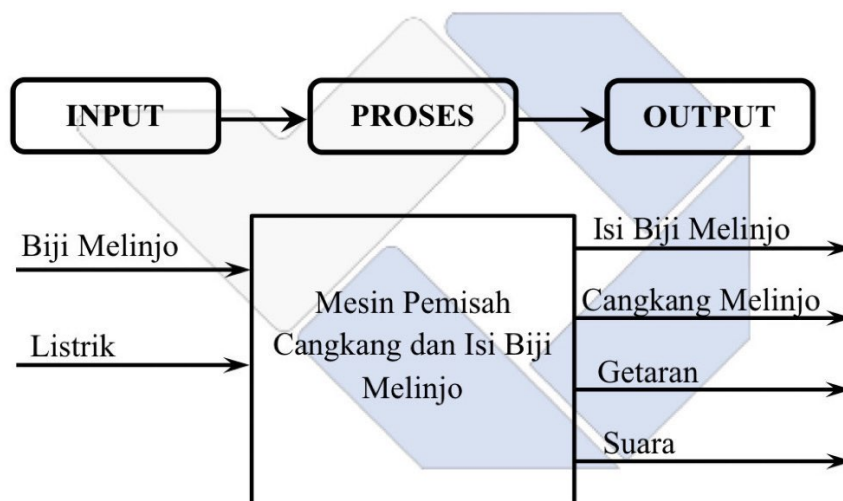 INPUT
PROSES
OUTPUT
Biji Melinjo
Listrik
Mesin Pemisah
Cangkang dan Isi Biji
Melinjo
Isi Biji Melinjo
Cangkang Melinjo
Getaran
Suara